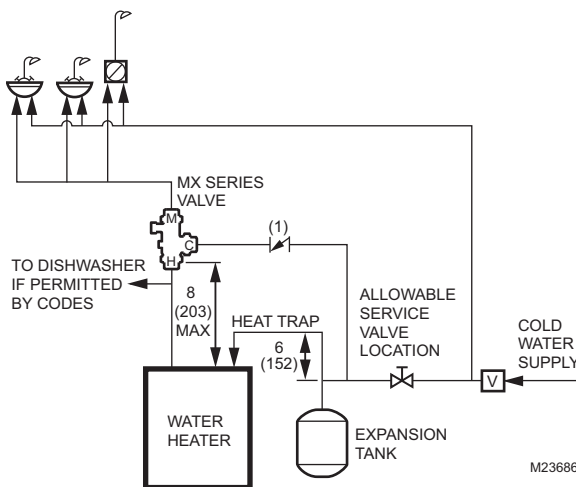 MX SERIES
VALVE
M
C
H
(1)
TO DISHWASHER
IF PERMITTED
BY CODES
8
(203)
MAX
HEAT TRAP
6
(152)
ALLOWABLE
SERVICE
VALVE
LOCATION
COLD
WATER
SUPPLY
V
WATER
HEATER
EXPANSION
TANK
M23686